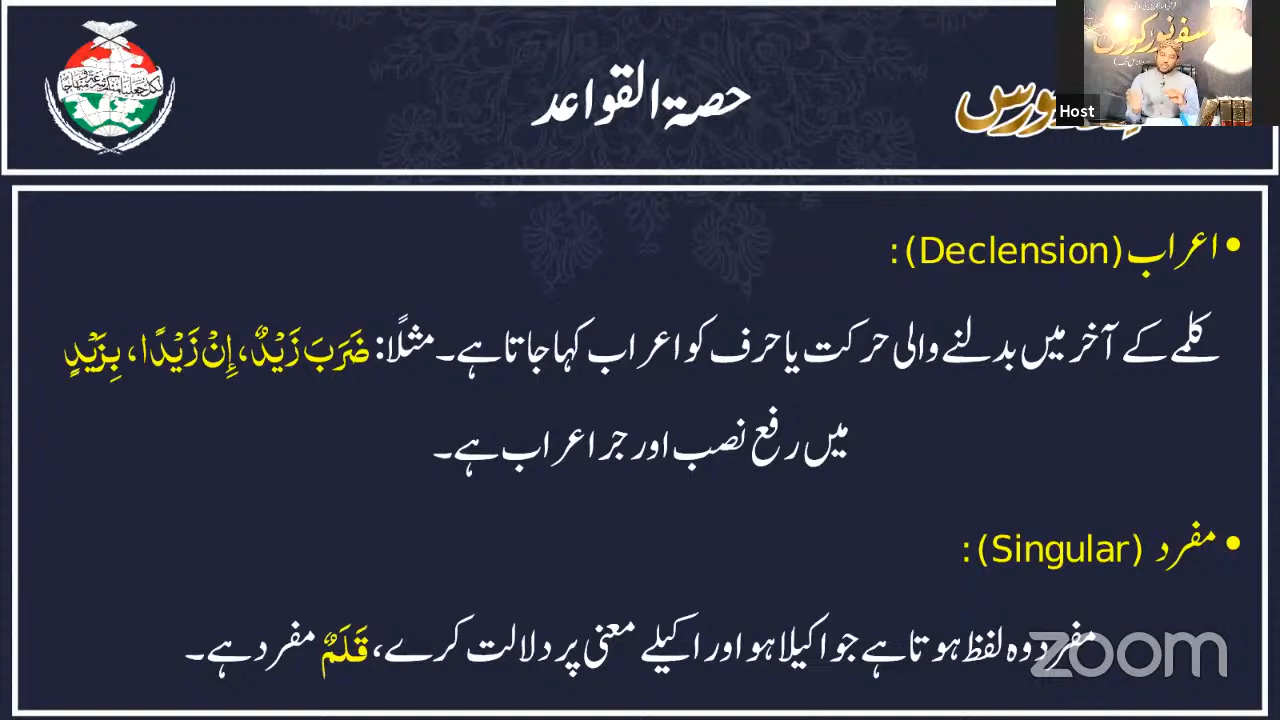 حصۃ القواعد
Host
• اعراب (Declension):
کلمے کے آخر میں بدلنے والی حرکت یا حرف کو اعراب کہا جاتا ہے۔ مثلًا: ضَرَبَ زَيْدٌ، إِنْ زَيْدًا، بِزَيْدٍ
میں رفع نصب اور جر اعراب ہے۔
• مفرد (Singular):
مفرد وہ لفظ ہوتا ہے جو اکیلا ہو اور اکیلے معنی پر دلالت کرے، قَلَمٌ مفرد ہے۔
zoom